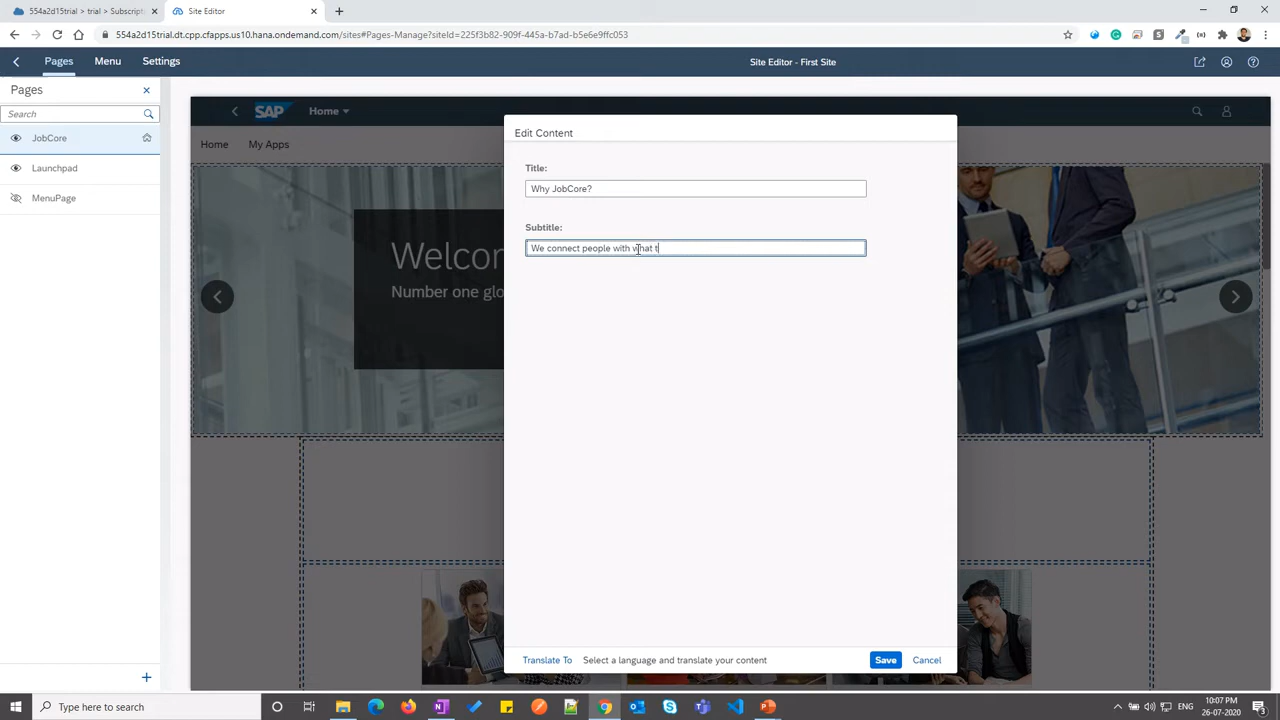 554a2d15trial > trial > Subscripti
Site Editor
554a2d15trial.dt.cpp.cfapps.us10.hana.ondemand.com/sites#Pages-Manage?siteId=225f3b82-909f-445a-b7ad-b5e6e9ffc053
Pages
Menu
Settings
Site Editor - First Site
Pages
Search
JobCore
Launchpad
MenuPage
SAP
Home
Home
My Apps
Welcon
Number one glo
Edit Content
Title:
Why JobCore?
Subtitle:
We connect people with what t
Translate To
Select a language and translate your content
Save
Cancel
Type here to search
ENG
10:07 PM
26-07-2020